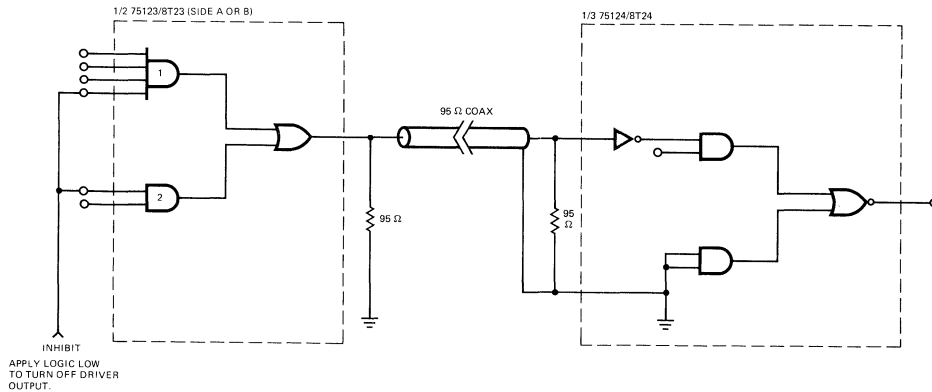 1/2 75123/8T23 (SIDE A OR B)
1/3 75124/8T24
1
95 Ω COAX
2
95 Ω
95
Ω
INHIBIT
APPLY LOGIC LOW
TO TURN OFF DRIVER
OUTPUT.